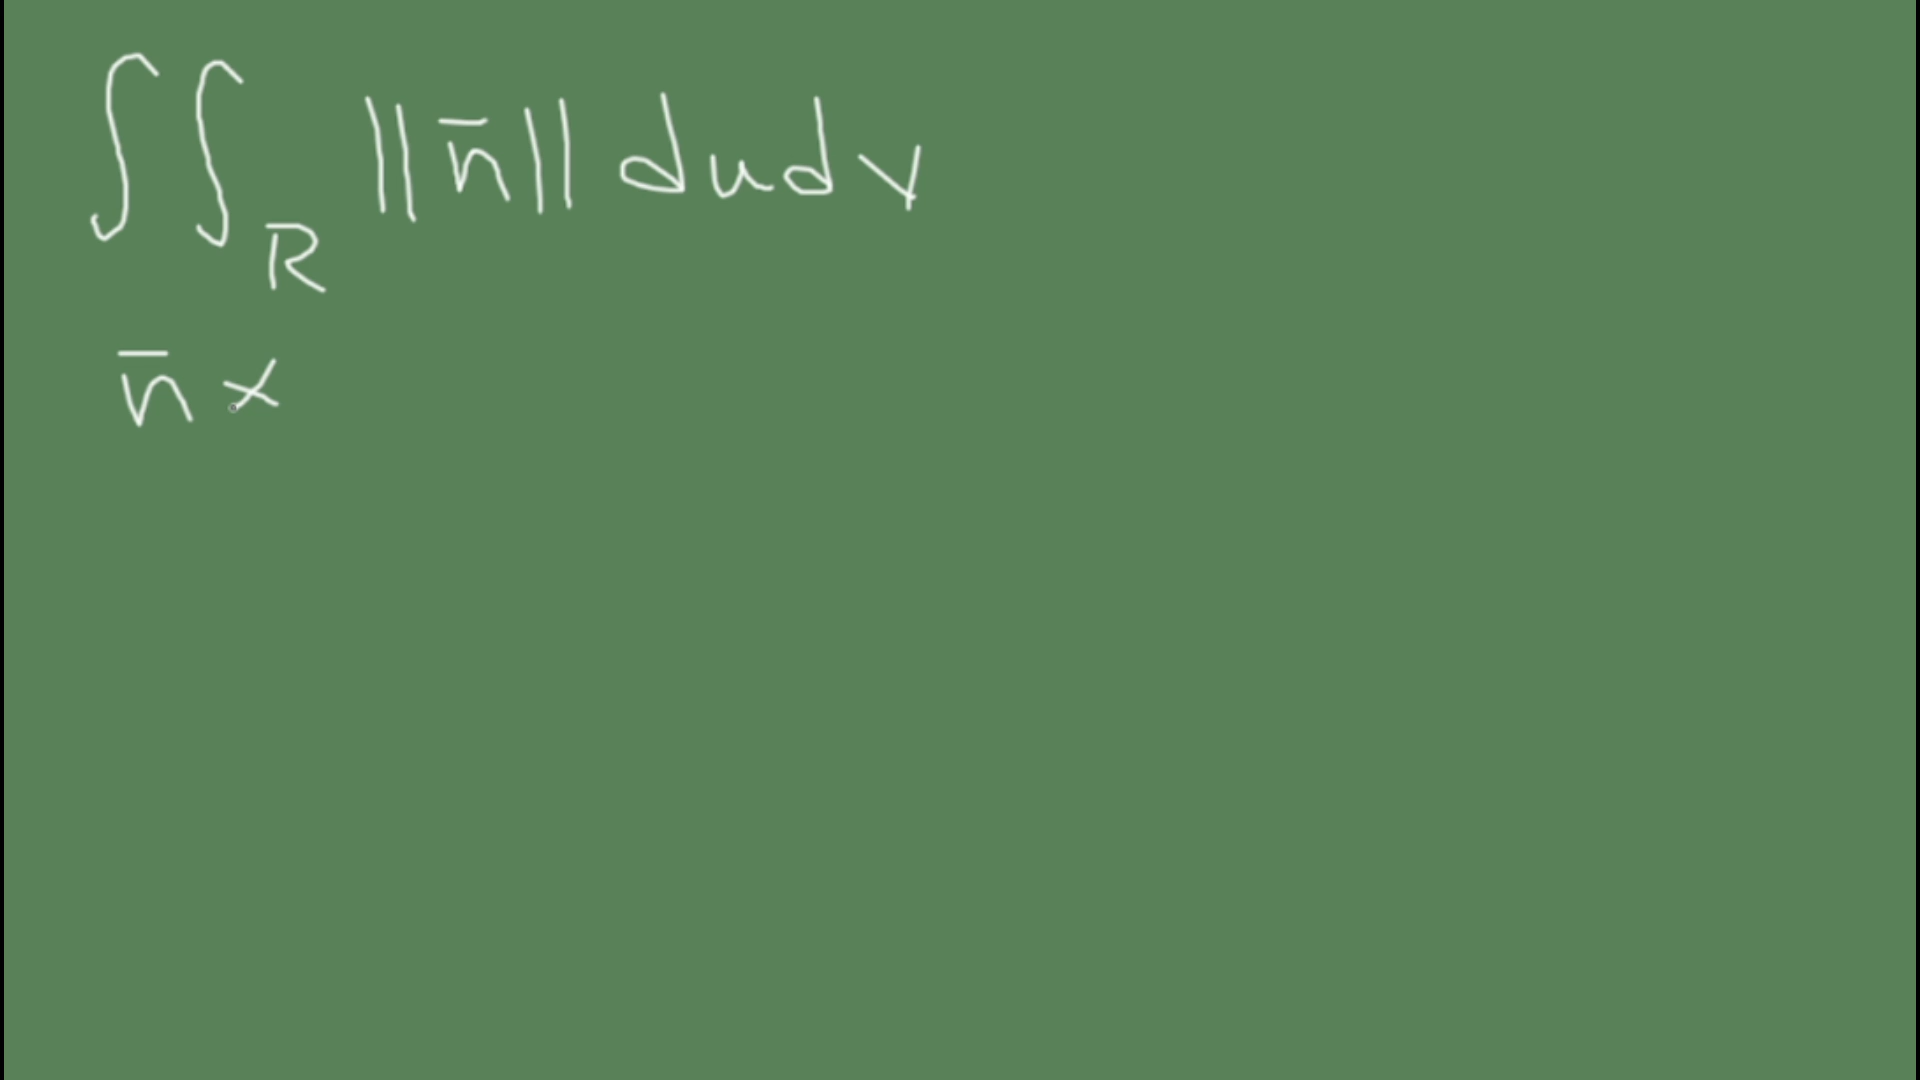 ∬_R ‖n̅‖ du dv
n̅ x